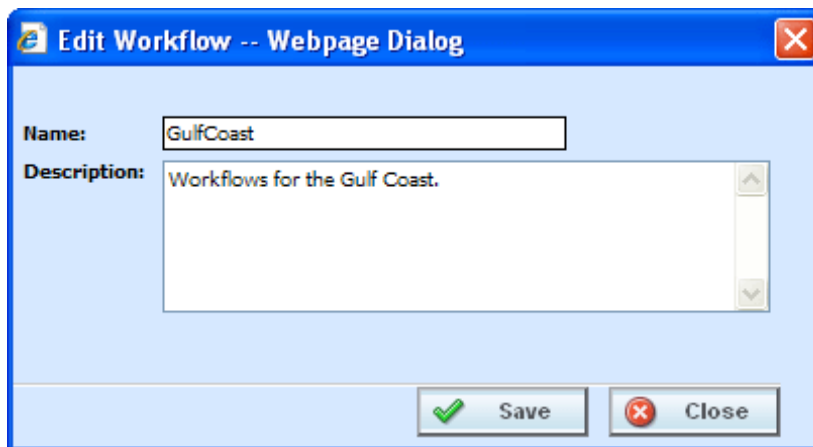 Edit Workflow -- Webpage Dialog
Name: GulfCoast
Description: Workflows for the Gulf Coast.
Save Close